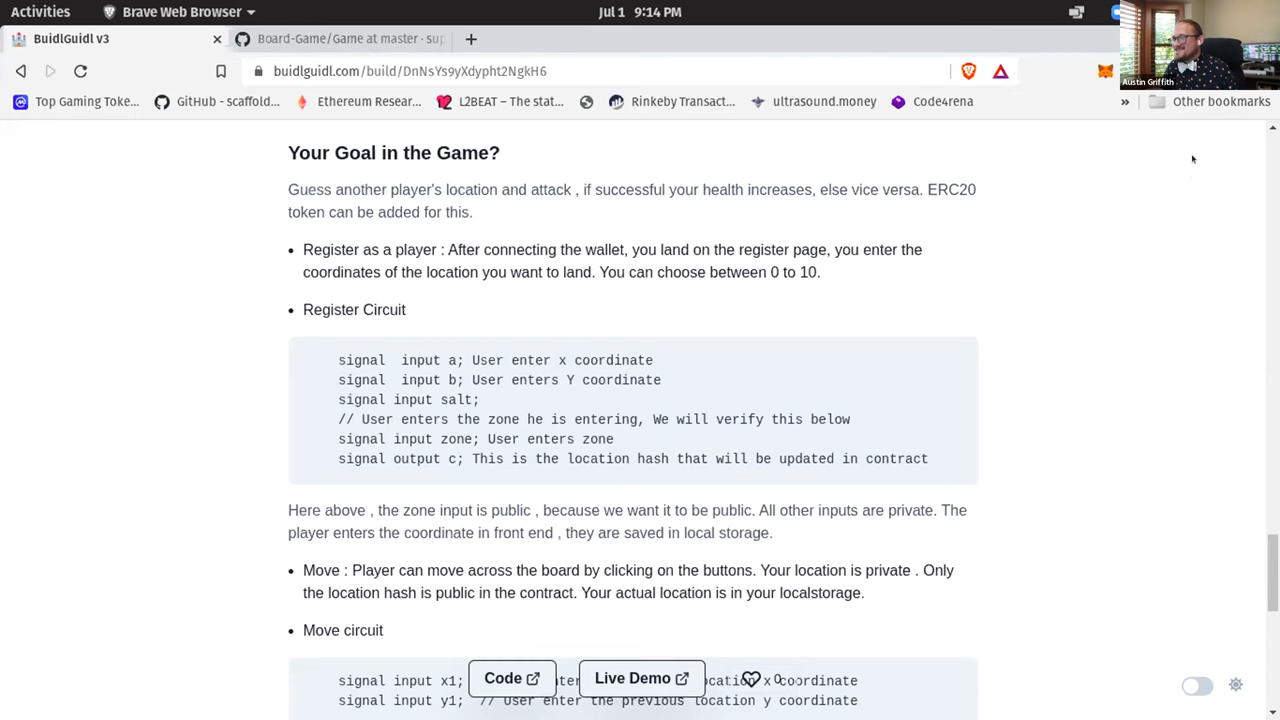 Activities
Brave Web Browser
Jul 1 9:14 PM
BuidlGuidl v3
Board-Game/Game at master · su
buidlguidl.com/build/DnNsYs9yXdypht2NgkH6
Top Gaming Toke...
GitHub - scaffold...
Ethereum Resear...
L2BEAT – The stat...
Rinkeby Transact...
ultrasound.money
Code4rena
»
Other bookmarks
Austin Griffith
Your Goal in the Game?
Guess another player's location and attack , if successful your health increases, else vice versa. ERC20
token can be added for this.
• Register as a player : After connecting the wallet, you land on the register page, you enter the
coordinates of the location you want to land. You can choose between 0 to 10.
• Register Circuit
signal  input a; User enter x coordinate
signal  input b; User enters Y coordinate
signal input salt;
// User enters the zone he is entering, We will verify this below
signal input zone; User enters zone
signal output c; This is the location hash that will be updated in contract
Here above , the zone input is public , because we want it to be public. All other inputs are private. The
player enters the coordinate in front end , they are saved in local storage.
• Move : Player can move across the board by clicking on the buttons. Your location is private . Only
the location hash is public in the contract. Your actual location is in your localstorage.
• Move circuit
Code
Live Demo
0
signal input x1; x coordinate
signal input y1;  // User enter the previous location y coordinate